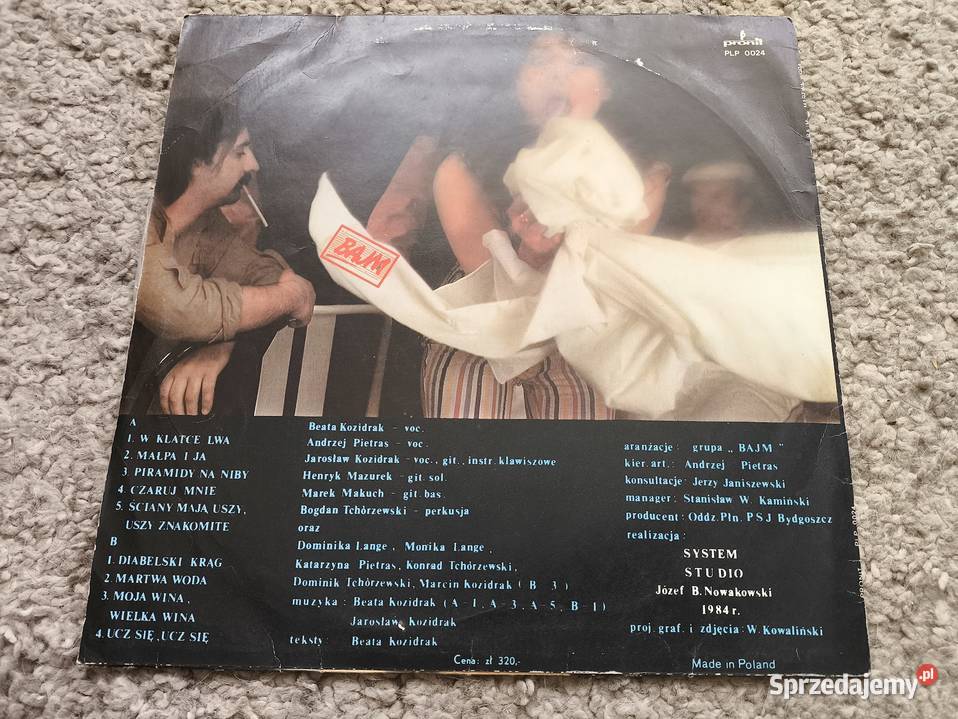 pronit
PLP 0024
BAJM
A
1. W KLATCE LWA
2. MAŁPA I JA
3. PIRAMIDY NA NIBY
4. CZARUJ MNIE
5. ŚCIANY MAJĄ USZY,
USZY ZNAKOMITE
B
1. DIABELSKI KRĄG
2. MARTWA WODA
3. MOJA WINA,
WIELKA WINA
4. UCZ SIĘ, UCZ SIĘ
Beata Kozidrak - voc.
Andrzej Pietras - voc.
Jarosław Kozidrak - voc., git., instr. klawiszowe
Henryk Mazurek - git. sol.
Marek Makuch - git. bas.
Bogdan Tchórzewski - perkusja
oraz
Dominika Lange, Monika Lange,
Katarzyna Pietras, Konrad Tchórzewski,
Dominik Tchórzewski, Marcin Kozidrak (B 3)
muzyka: Beata Kozidrak (A-1, A-3, A-5, B-1)
Jarosław Kozidrak
teksty: Beata Kozidrak
aranżacje: grupa „BAJM"
kier. art.: Andrzej Pietras
konsultacje: Jerzy Janiszewski
manager: Stanisław W. Kamiński
producent: Oddz. Płn. PSJ Bydgoszcz
realizacja:
SYSTEM
STUDIO
Józef B. Nowakowski
1984 r.
proj. graf. i zdjęcia: W. Kowaliński
Cena: zł 320,-
Made in Poland
PLP 0024
Sprzedajemy.pl